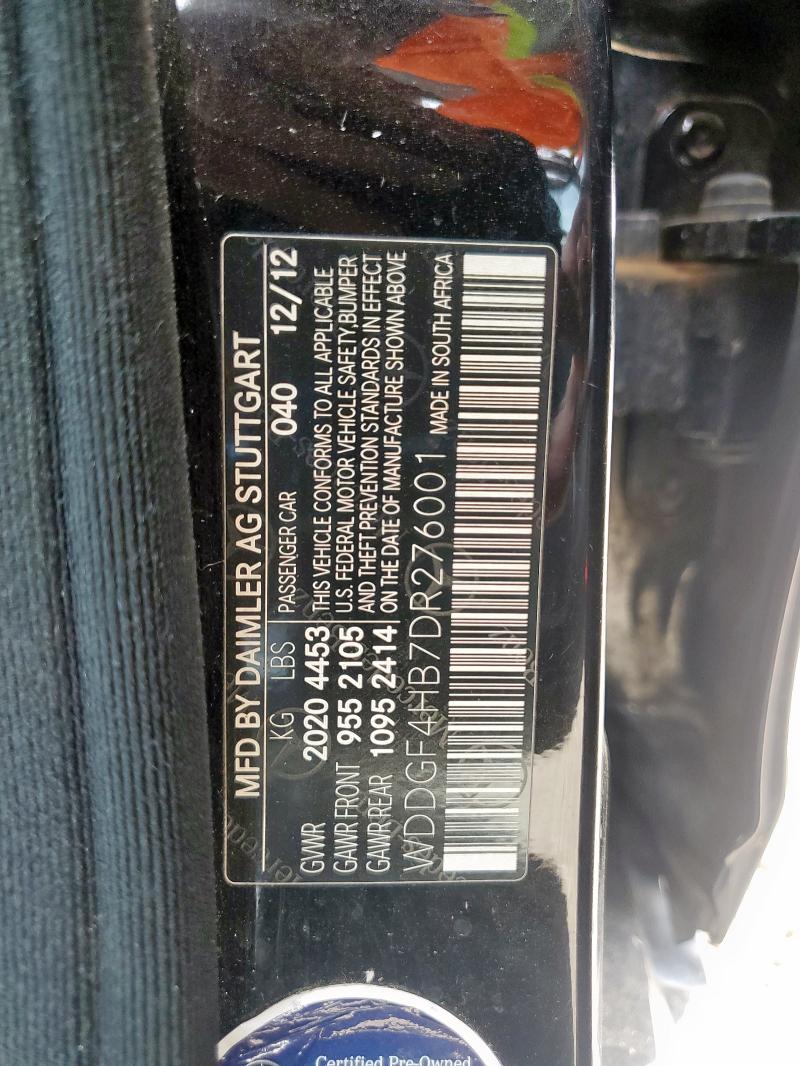 MFD BY DAIMLER AG STUTTGART
KG LBS PASSENGER CAR 040 12/12
GVWR 2020 4453 THIS VEHICLE CONFORMS TO ALL APPLICABLE
GAWR FRONT 955 2105 U.S. FEDERAL MOTOR VEHICLE SAFETY,BUMPER
GAWR REAR 1095 2414 AND THEFT PREVENTION STANDARDS IN EFFECT
ON THE DATE OF MANUFACTURE SHOWN ABOVE
WDDGF4HB7DR276001 MADE IN SOUTH AFRICA
Certified Pre-Owned